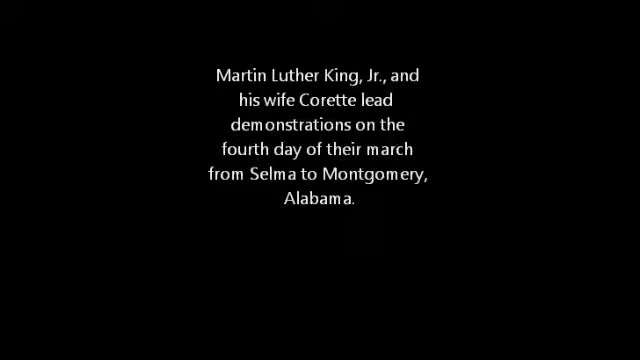 Martin Luther King, Jr., and
his wife Corette lead
demonstrations on the
fourth day of their march
from Selma to Montgomery,
Alabama.